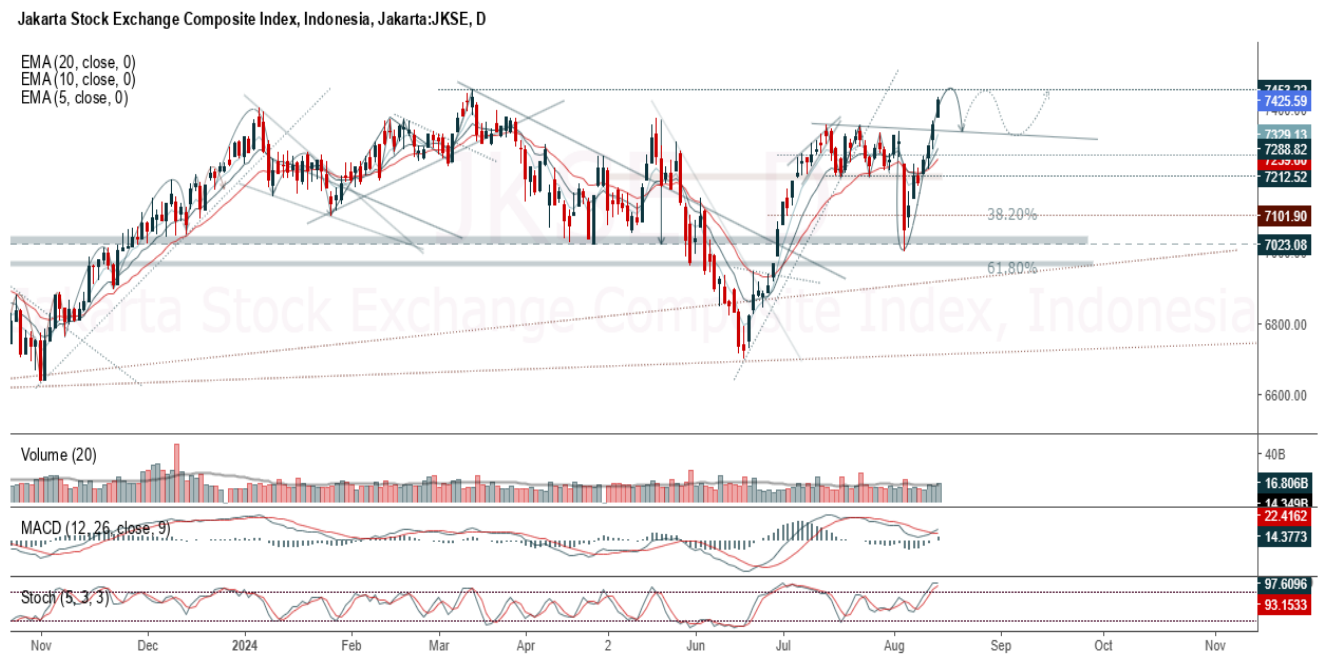 Jakarta Stock Exchange Composite Index, Indonesia, Jakarta:JKSE, D
EMA (20, close, 0)
EMA (10, close, 0)
EMA (5, close, 0)
7453.22
7425.59
7400.00
7329.13
7288.82
7212.52
38.20%
7101.90
7023.08
61.80%
Jakarta Stock Exchange Composite Index, Indonesia
6800.00
6600.00
Volume (20)
40B
16.806B
14.349B
MACD (12, 26, close, 9)
22.4162
14.3773
Stoch (5, 3, 3)
97.6096
93.1533
Nov Dec 2024 Feb Mar Apr 2 Jun Jul Aug Sep Oct Nov